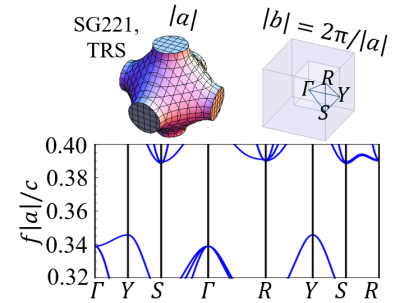 SG221, |a|
TRS
|b| = 2π/|a|
R
Γ Y
S
f|a|/c
0.40
0.38
0.36
0.34
0.32
Γ Y S Γ R Y S R